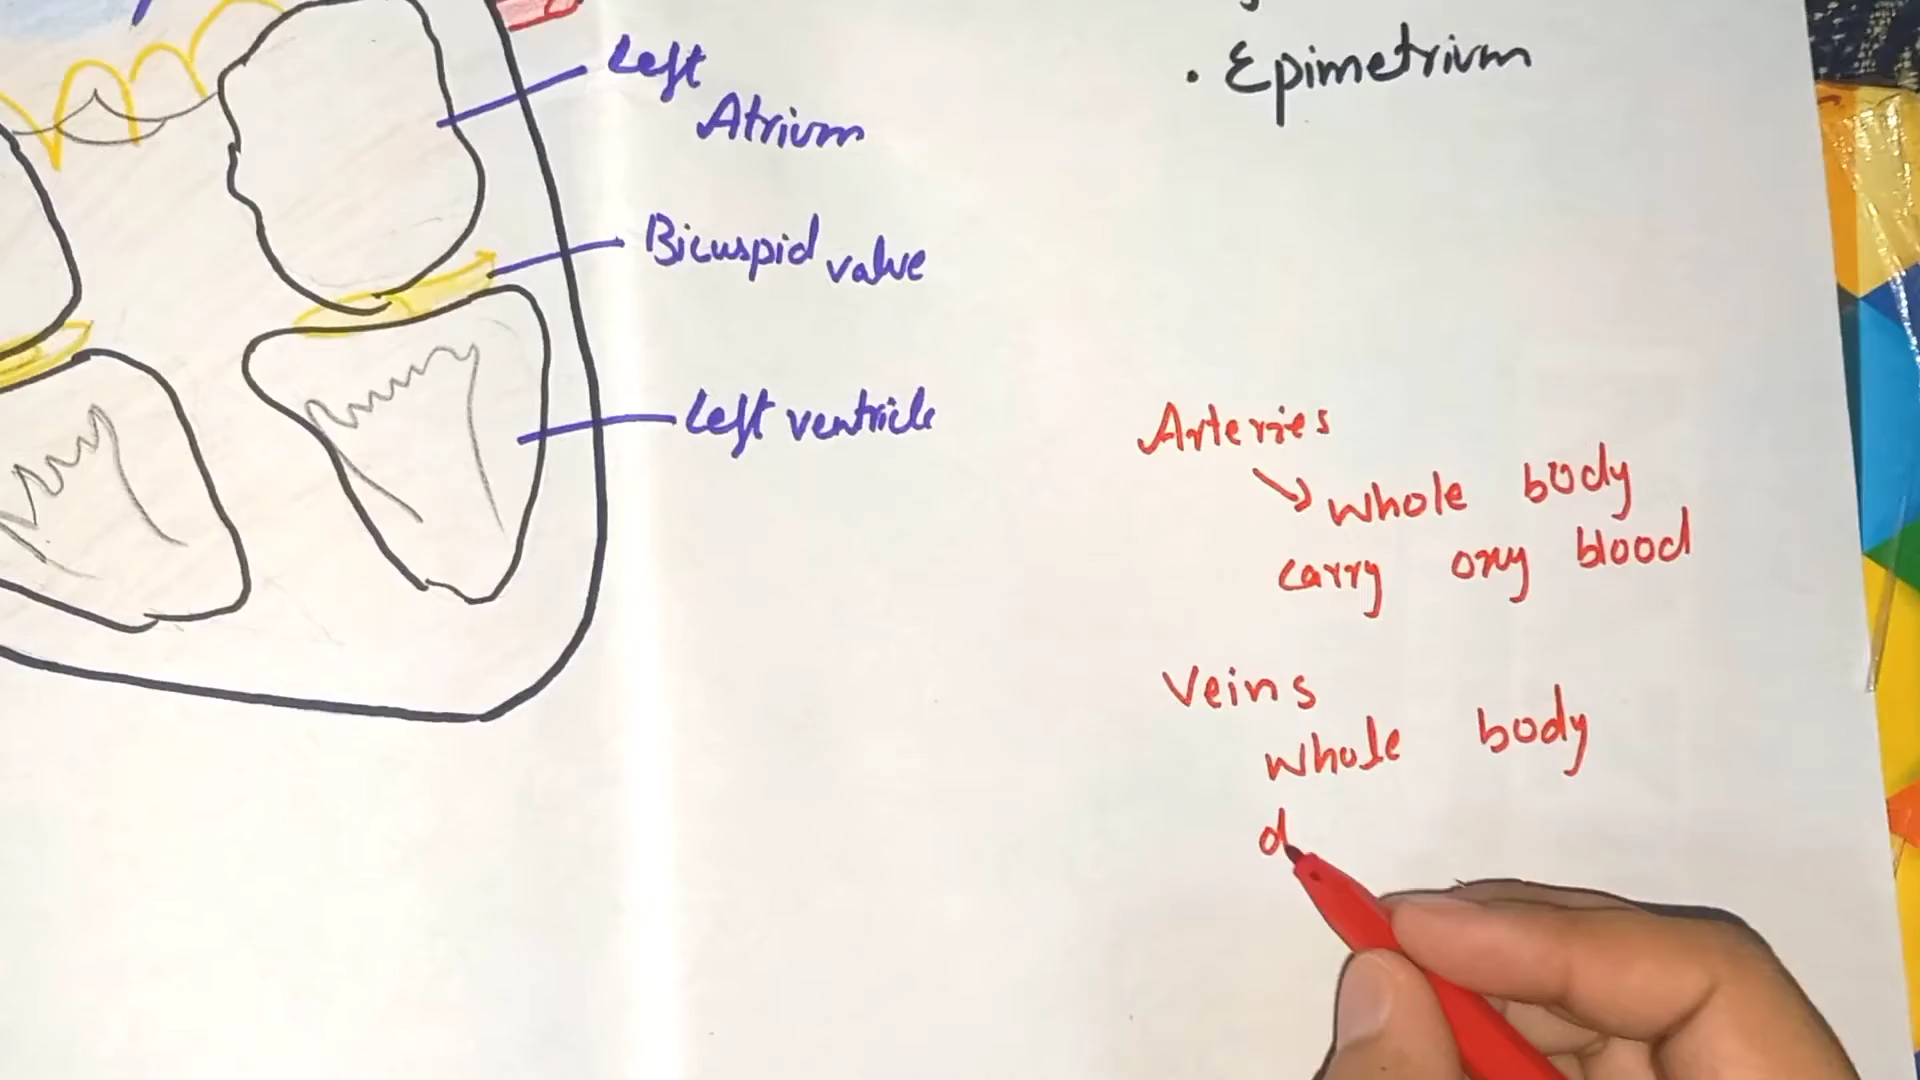 Left
Atrium
Bicuspid valve
Left ventricle
• Epimetrium
Arteries
↘ whole body
carry oxy blood
Veins
whole body
d